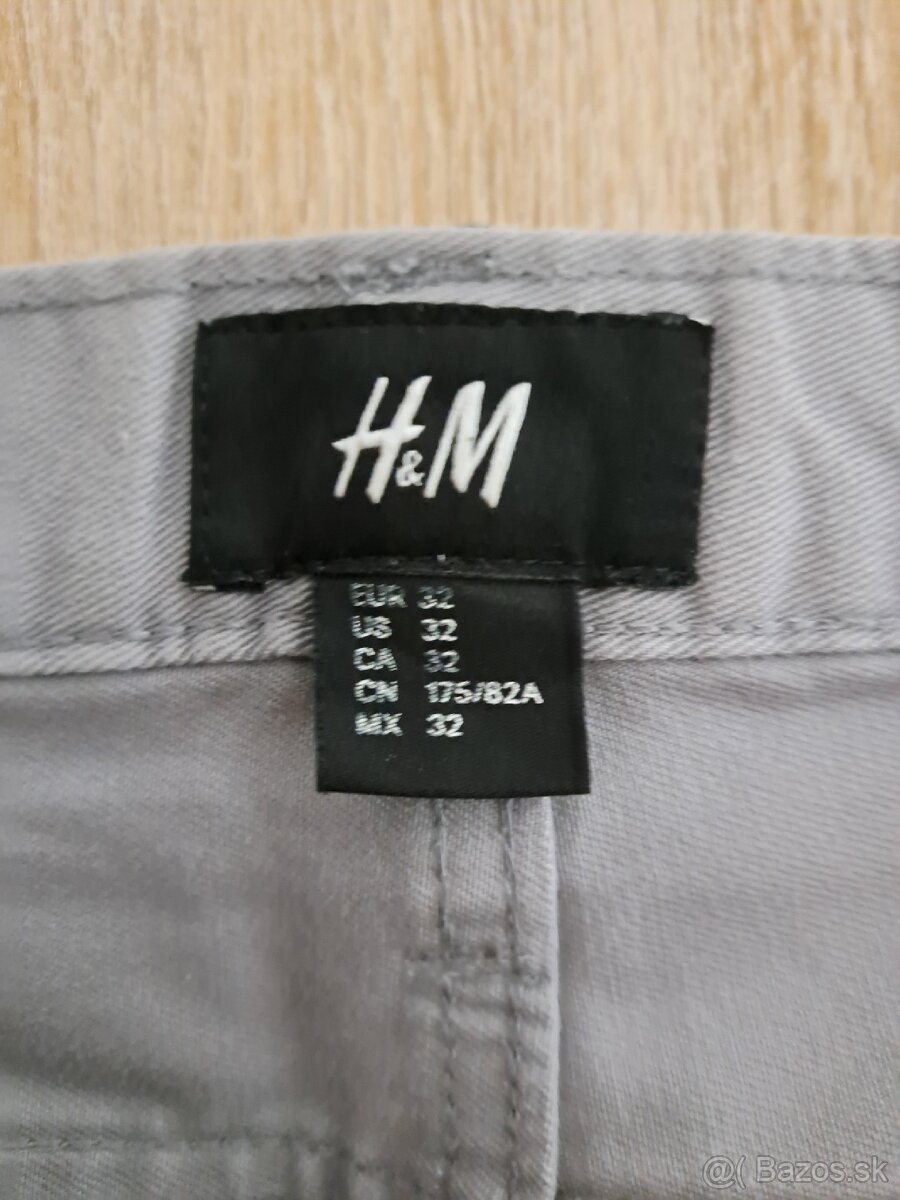 H&M
EUR 32
US 32
CA 32
CN 175/82A
MX 32
@( Bazos.sk